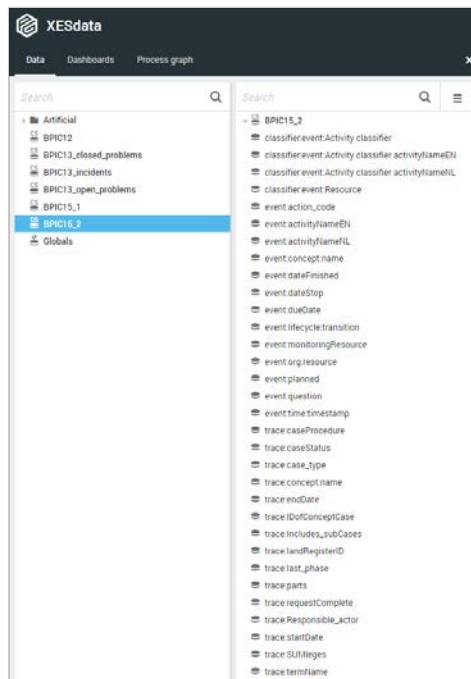 XESdata
Data
Dashboards
Process graph
Search
Artificial
BPIC12
BPIC13_closed_problems
BPIC13_incidents
BPIC13_open_problems
BPIC15_1
BPIC15_2
Globals
Search
BPIC15_2
classifier:event:Activity classifier
classifier:event:Activity classifier activityNameEN
classifier:event:Activity classifier activityNameNL
classifier:event:Resource
event:action_code
event:activityNameEN
event:activityNameNL
event:concept:name
event:dateFinished
event:dateStop
event:dueDate
event:lifecycle:transition
event:monitoringResource
event:org:resource
event:planned
event:question
event:time:timestamp
trace:caseProcedure
trace:caseStatus
trace:case_type
trace:concept:name
trace:endDate
trace:IDofConceptCase
trace:Includes_subCases
trace:landRegisterID
trace:last_phase
trace:parts
trace:requestComplete
trace:Responsible_actor
trace:startDate
trace:SUMleges
trace:termName